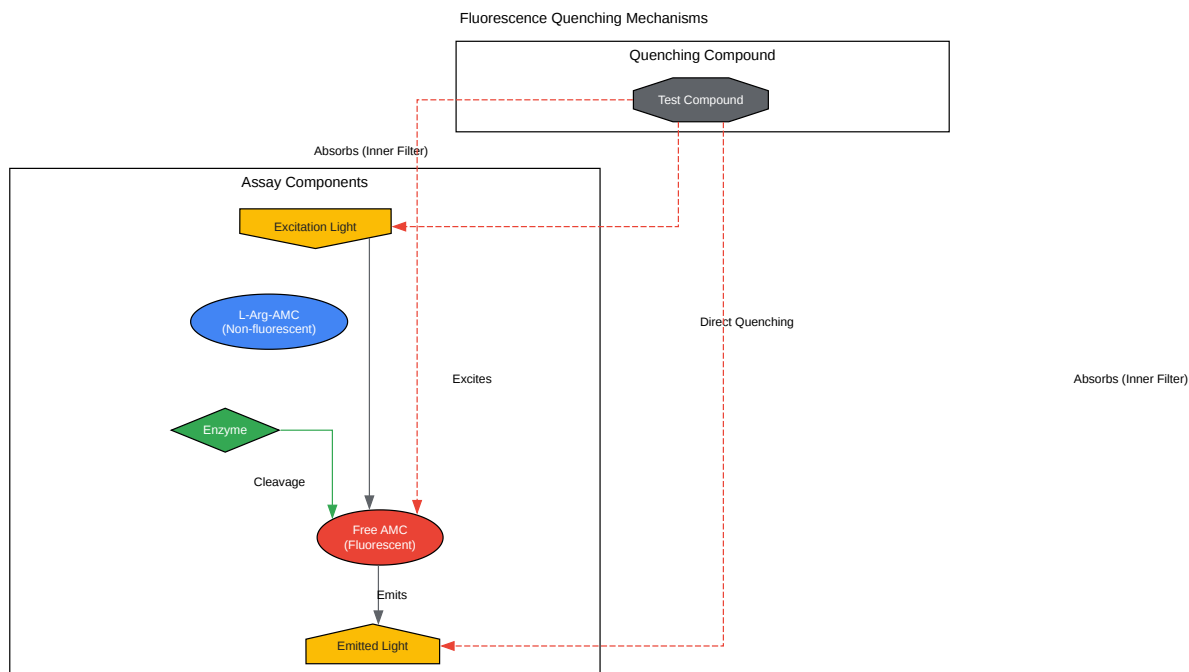 Fluorescence Quenching Mechanisms
Quenching Compound
Test Compound
Absorbs (Inner Filter)
Assay Components
Excitation Light
L-Arg-AMC
(Non-fluorescent)
Direct Quenching
Excites
Absorbs (Inner Filter)
Enzyme
Cleavage
Free AMC
(Fluorescent)
Emits
Emitted Light